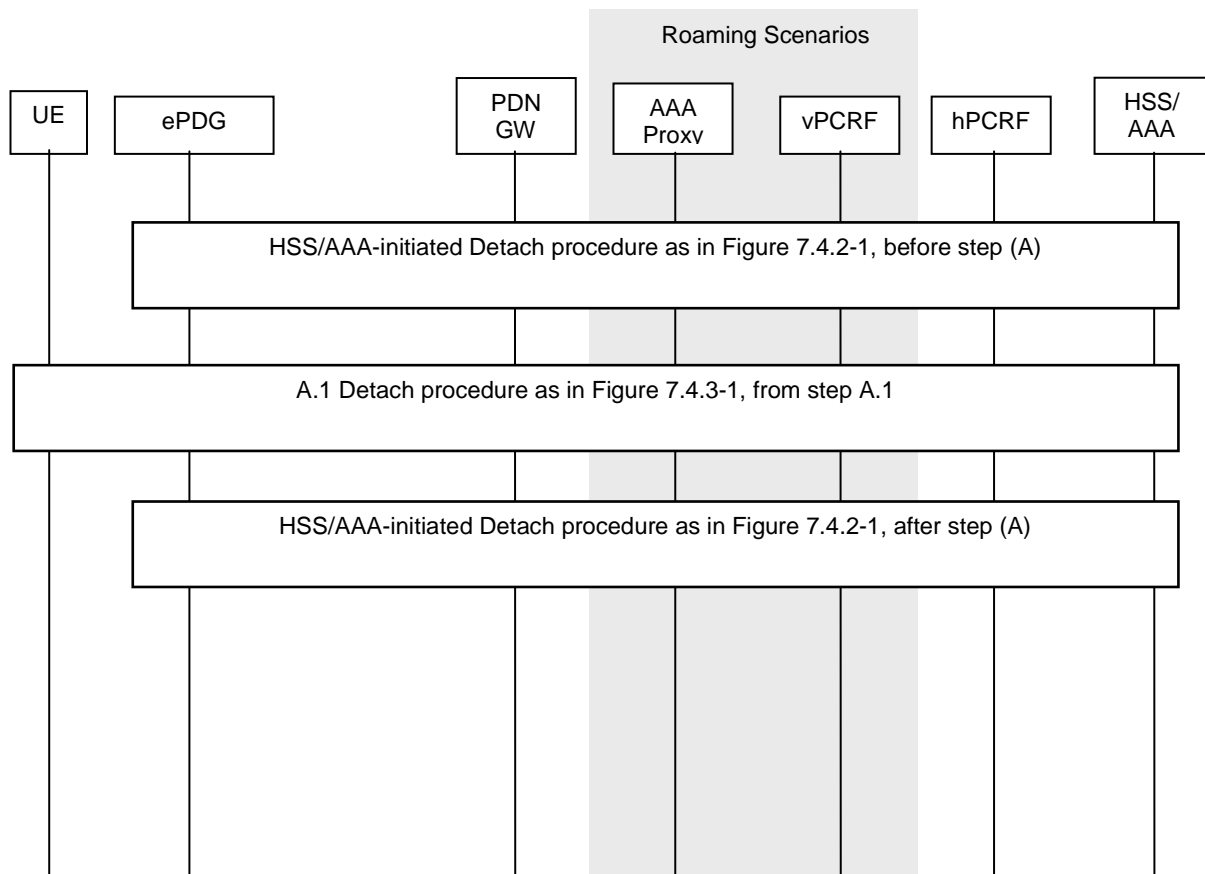 Roaming Scenarios
UE
ePDG
PDN
GW
AAA
Proxy
vPCRF
hPCRF
HSS/
AAA
HSS/AAA-initiated Detach procedure as in Figure 7.4.2-1, before step (A)
A.1 Detach procedure as in Figure 7.4.3-1, from step A.1
HSS/AAA-initiated Detach procedure as in Figure 7.4.2-1, after step (A)